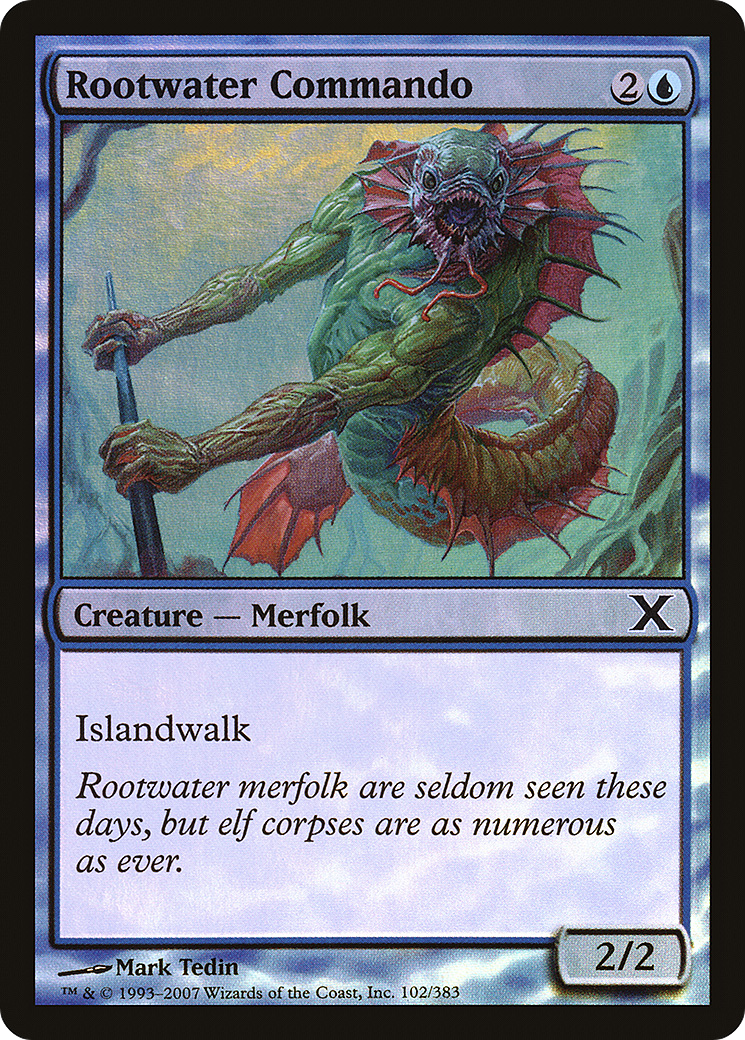 Rootwater Commando 2
Creature — Merfolk X
Islandwalk
Rootwater merfolk are seldom seen these
days, but elf corpses are as numerous
as ever.
2/2
Mark Tedin
™ & © 1993–2007 Wizards of the Coast, Inc. 102/383